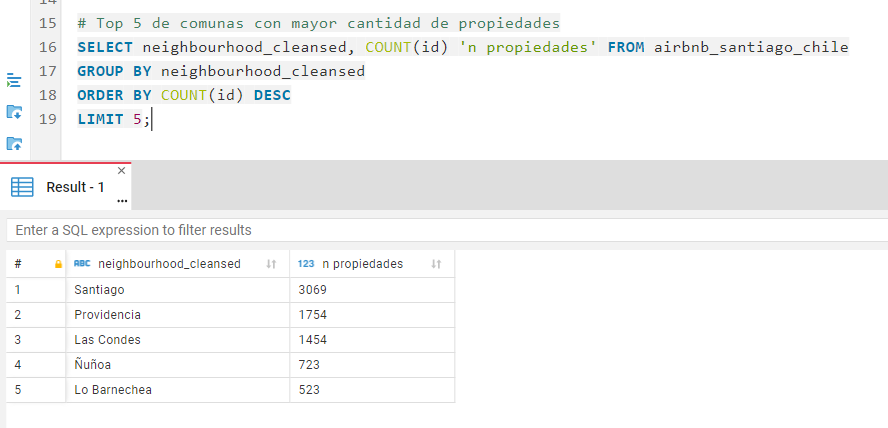 14
15 # Top 5 de comunas con mayor cantidad de propiedades
16 SELECT neighbourhood_cleansed, COUNT(id) 'n propiedades' FROM airbnb_santiago_chile
17 GROUP BY neighbourhood_cleansed
18 ORDER BY COUNT(id) DESC
19 LIMIT 5;
Result - 1
Enter a SQL expression to filter results
# ABC neighbourhood_cleansed 123 n propiedades
1 Santiago 3069
2 Providencia 1754
3 Las Condes 1454
4 Ñuñoa 723
5 Lo Barnechea 523